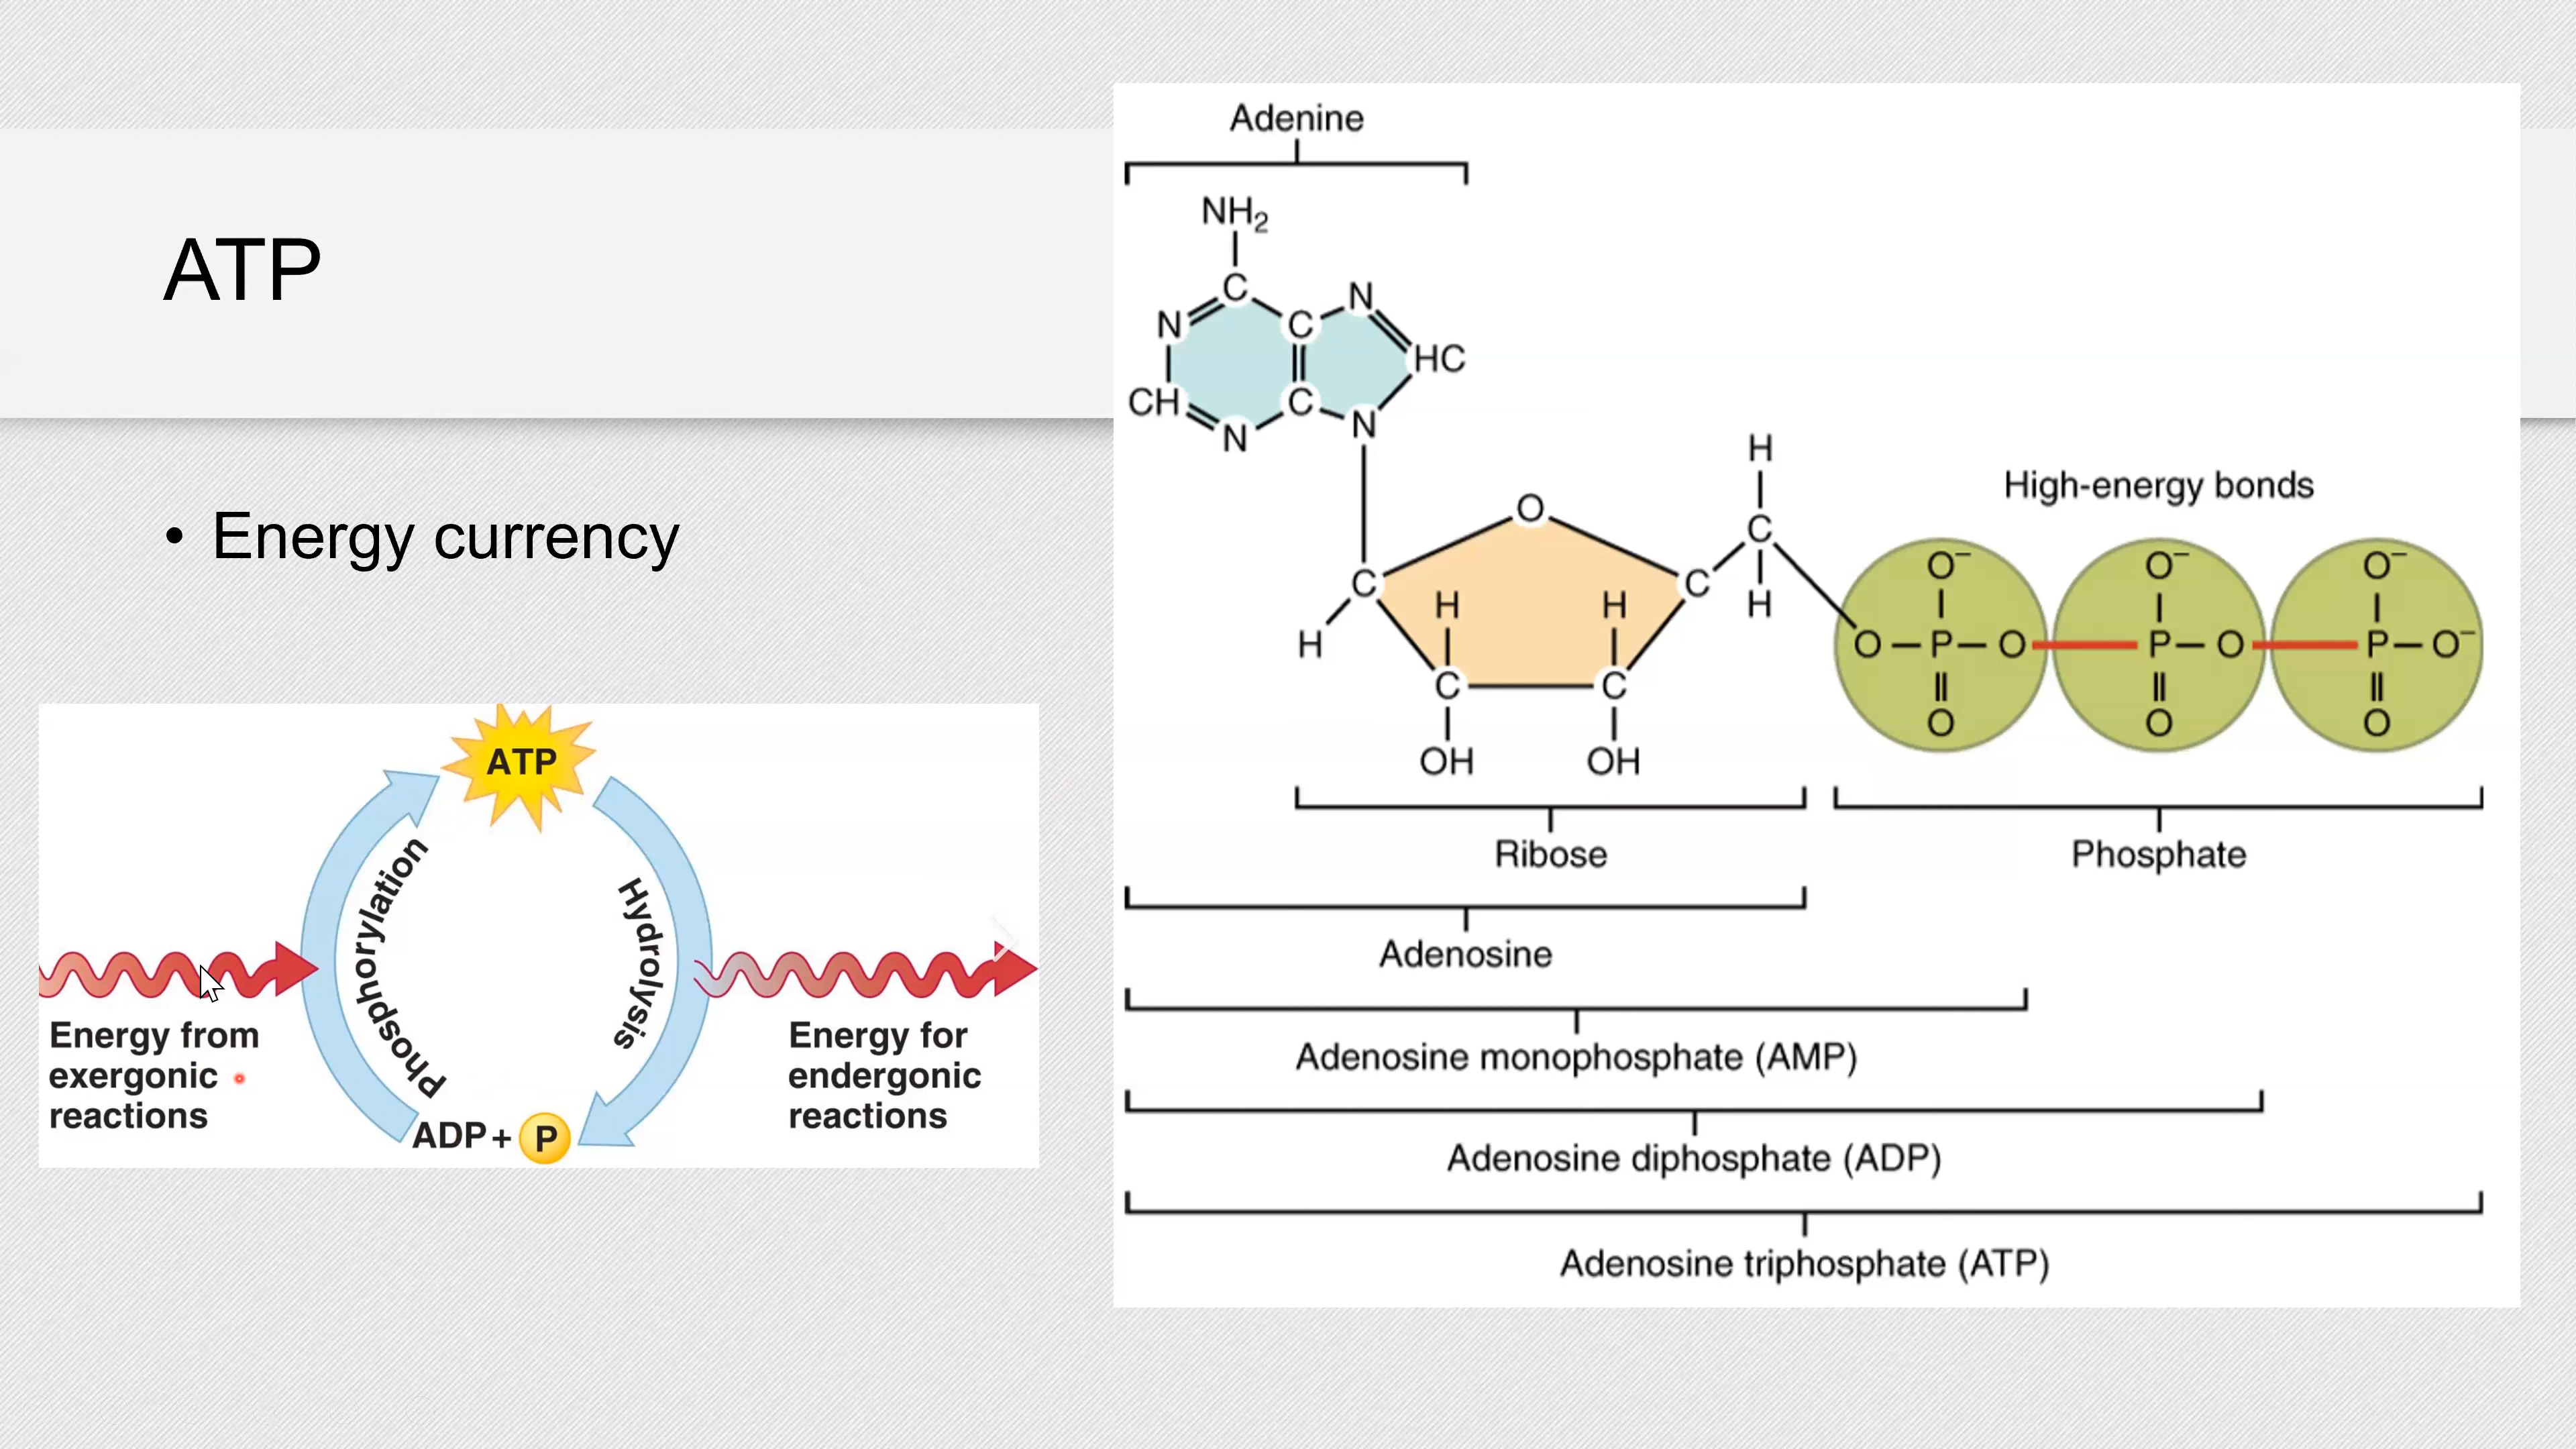 ATP
• Energy currency
ATP
Phosphorylation
Hydrolysis
Energy from
exergonic
reactions
Energy for
endergonic
reactions
ADP + P
Adenine
NH₂
C
N
N
C
HC
CH
C
N
N
H
High-energy bonds
O
C
O⁻
O⁻
O⁻
C
C
H
H
H
H
O – P – O
P – O
P – O⁻
C
C
O
O
O
OH
OH
Ribose
Phosphate
Adenosine
Adenosine monophosphate (AMP)
Adenosine diphosphate (ADP)
Adenosine triphosphate (ATP)